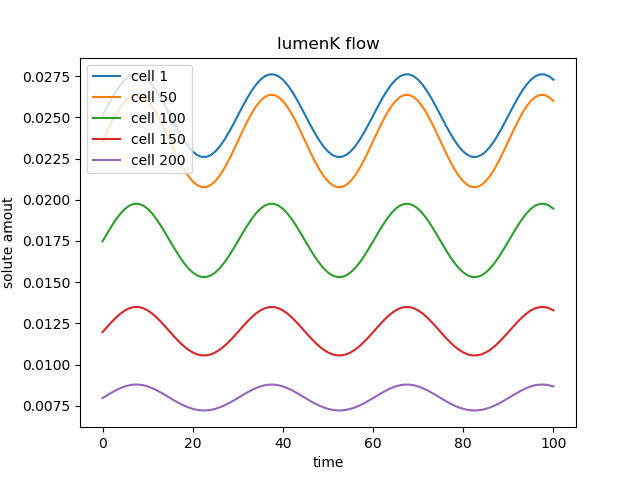 lumenK flow
0.0275
0.0250
0.0225
0.0200
0.0175
0.0150
0.0125
0.0100
0.0075
solute amout
cell 1
cell 50
cell 100
cell 150
cell 200
0 20 40 60 80 100
time